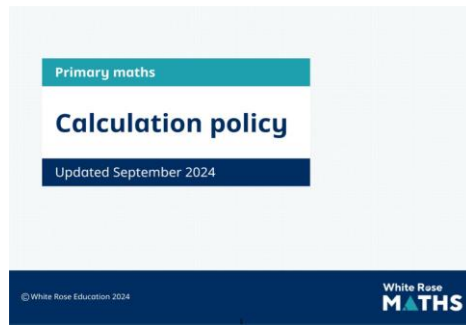 Primary maths
Calculation policy
Updated September 2024
© White Rose Education 2024
White Rose
MATHS